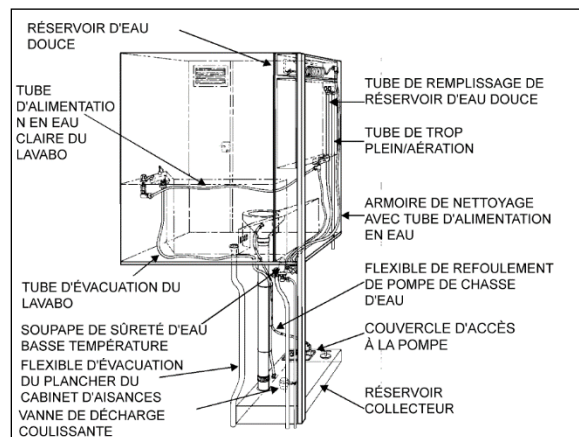 RÉSERVOIR D'EAU
DOUCE
TUBE
D'ALIMENTATIO
N EN EAU
CLAIRE DU
LAVABO
TUBE D'ÉVACUATION DU
LAVABO
SOUPAPE DE SÛRETÉ D'EAU
BASSE TEMPÉRATURE
FLEXIBLE D'ÉVACUATION
DU PLANCHER DU
CABINET D'AISANCES
VANNE DE DÉCHARGE
COULISSANTE
TUBE DE REMPLISSAGE DE
RÉSERVOIR D'EAU DOUCE
TUBE DE TROP
PLEIN/AÉRATION
ARMOIRE DE NETTOYAGE
AVEC TUBE D'ALIMENTATION
EN EAU
FLEXIBLE DE REFOULEMENT
DE POMPE DE CHASSE
D'EAU
COUVERCLE D'ACCÈS
À LA POMPE
RÉSERVOIR
COLLECTEUR